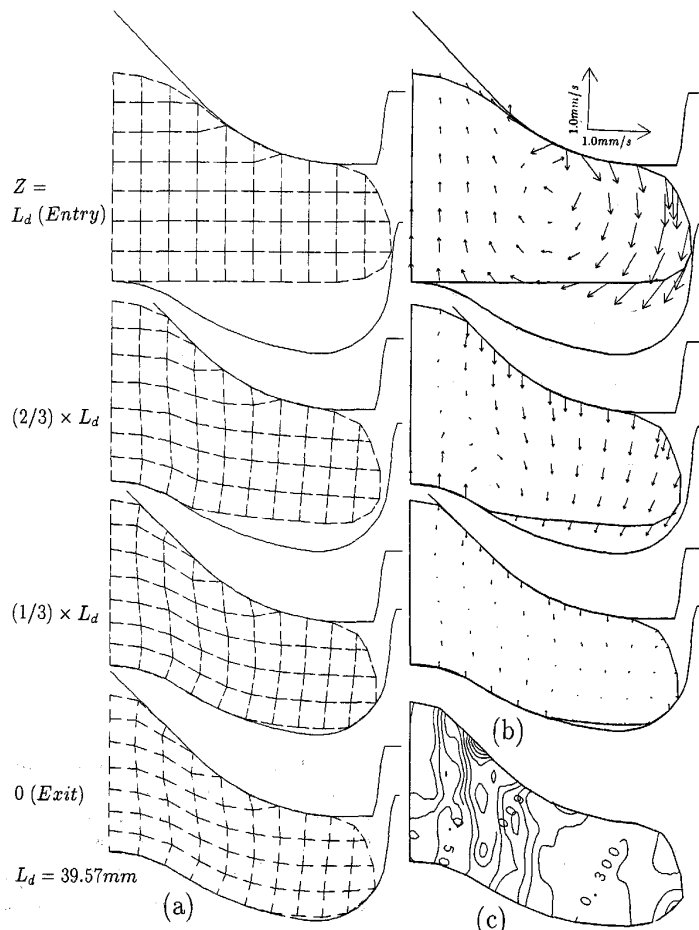 1.0mm/s
1.0mm/s
Z =
L_d (Entry)
(2/3) × L_d
(1/3) × L_d
(b)
0 (Exit)
.50
0.300
L_d = 39.57mm
(a)
(c)